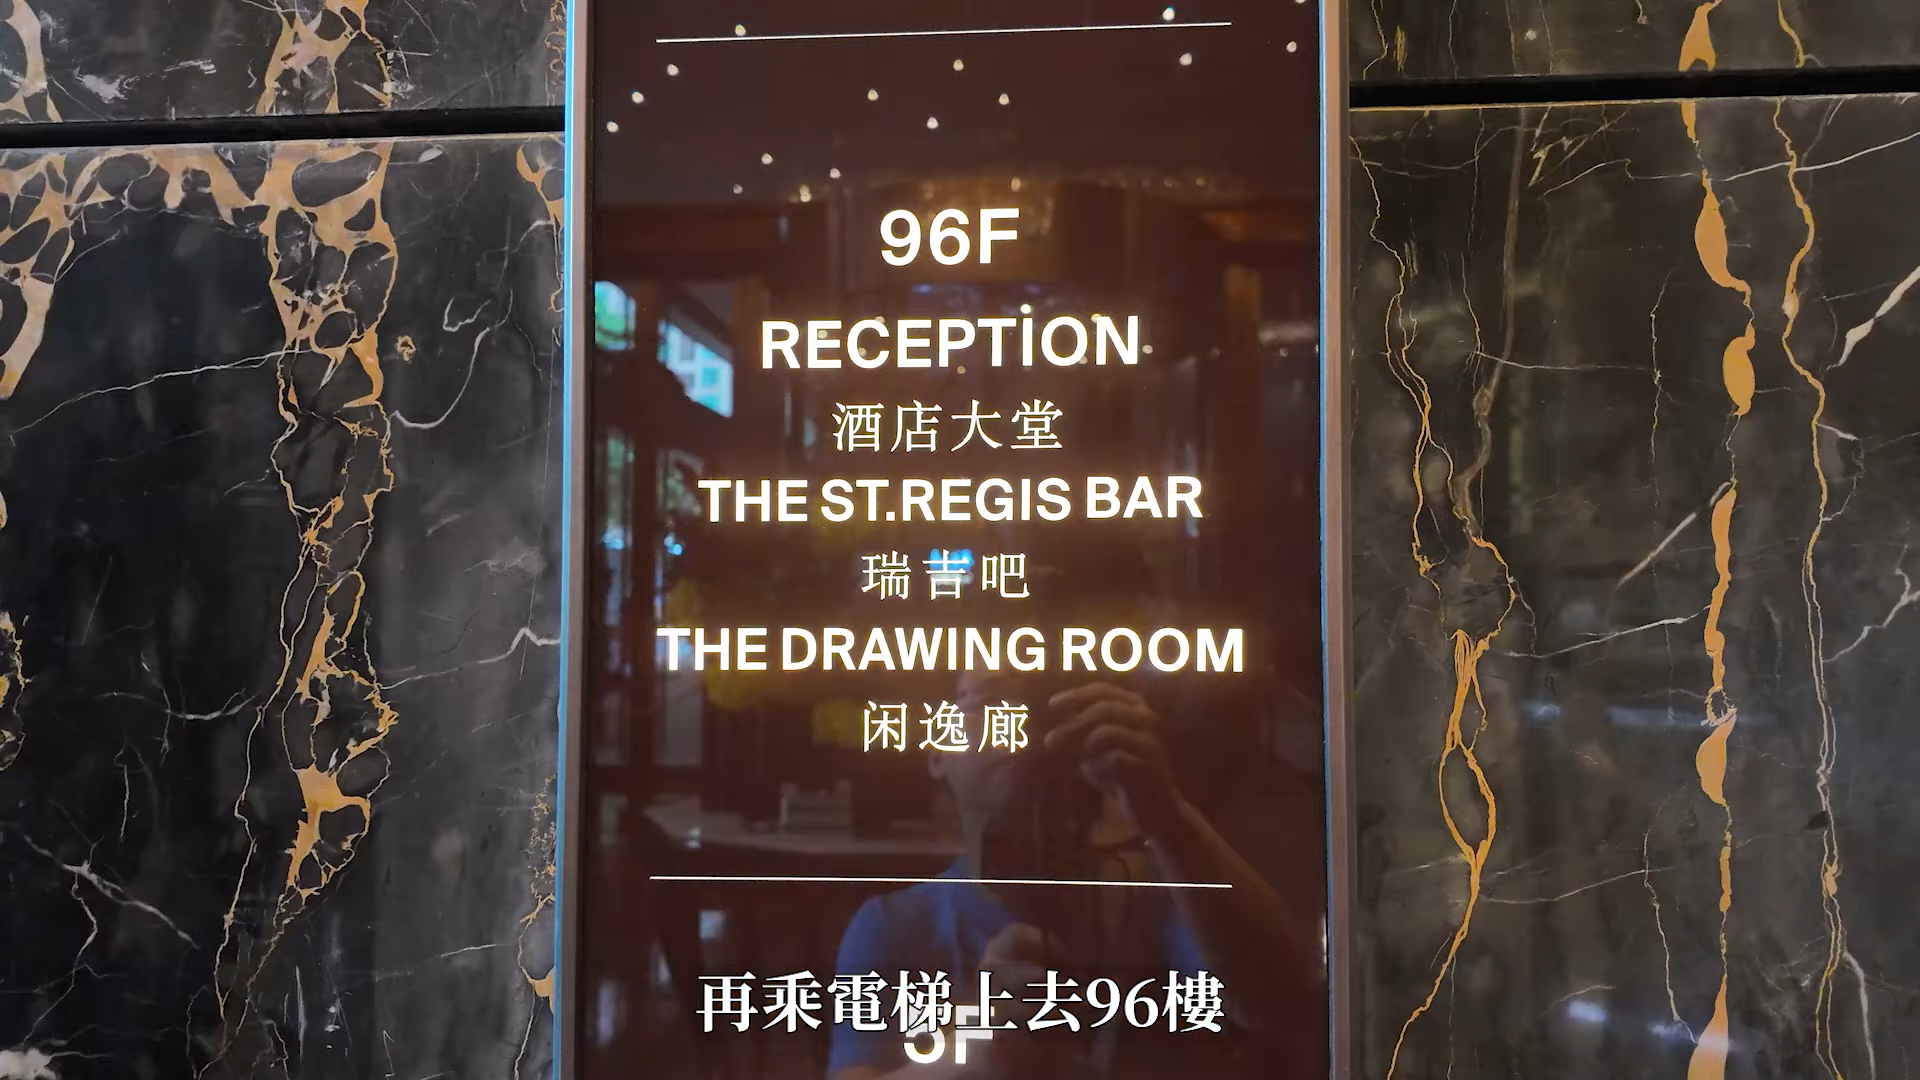 96F
RECEPTION
酒店大堂
THE ST.REGIS BAR
瑞吉吧
THE DRAWING ROOM
闲逸廊
再乘電梯上去96樓
5F